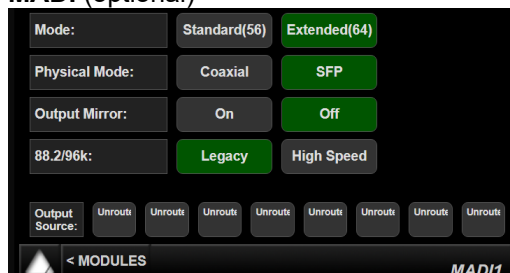 MADI (optional)
Mode: Standard(56) Extended(64)
Physical Mode: Coaxial SFP
Output Mirror: On Off
88.2/96k: Legacy High Speed
Output Source: Unroute Unroute Unroute Unroute Unroute Unroute Unroute Unroute
< MODULES
MADI1